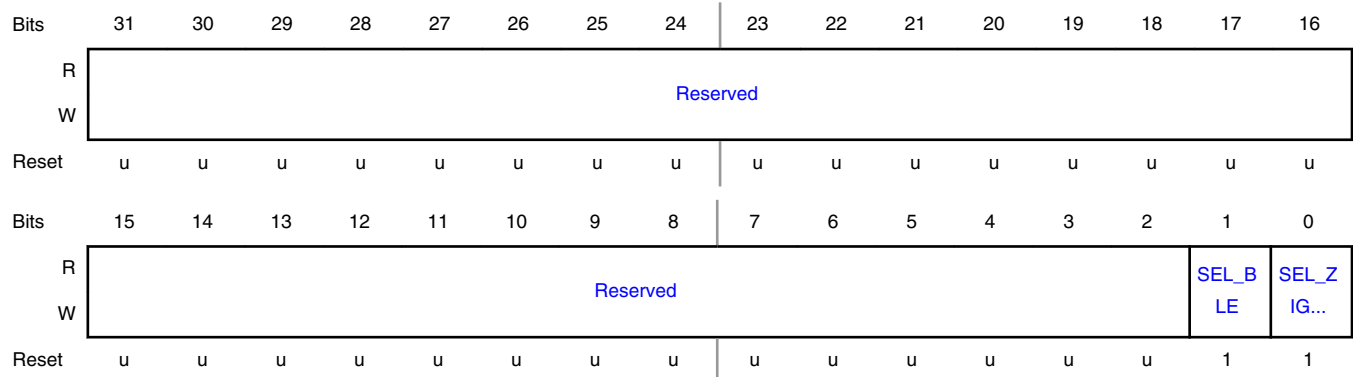 Bits 31 30 29 28 27 26 25 24 23 22 21 20 19 18 17 16
R
Reserved
W
Reset u u u u u u u u u u u u u u u u
Bits 15 14 13 12 11 10 9 8 7 6 5 4 3 2 1 0
R
Reserved SEL_B SEL_Z
W LE IG...
Reset u u u u u u u u u u u u u u 1 1